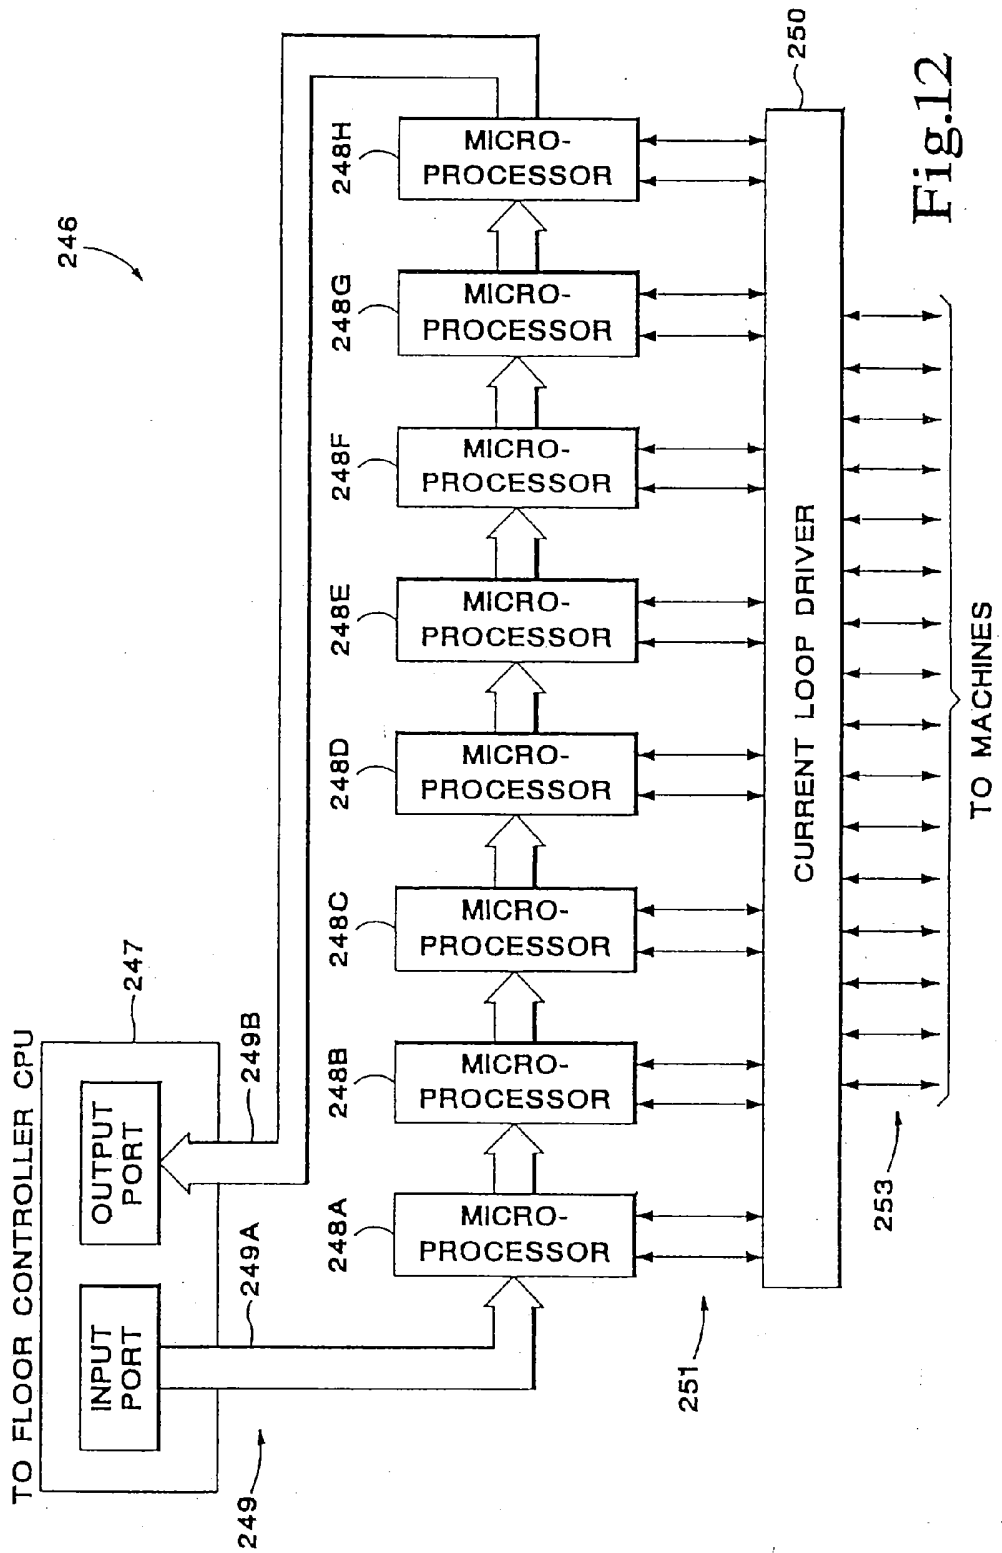 TO FLOOR CONTROLLER CPU
247
246
INPUT
PORT
OUTPUT
PORT
249
249A
249B
248A
248B
248C
248D
248E
248F
248G
248H
MICRO-
PROCESSOR
MICRO-
PROCESSOR
MICRO-
PROCESSOR
MICRO-
PROCESSOR
MICRO-
PROCESSOR
MICRO-
PROCESSOR
MICRO-
PROCESSOR
MICRO-
PROCESSOR
251
250
CURRENT LOOP DRIVER
253
TO MACHINES
Fig.12